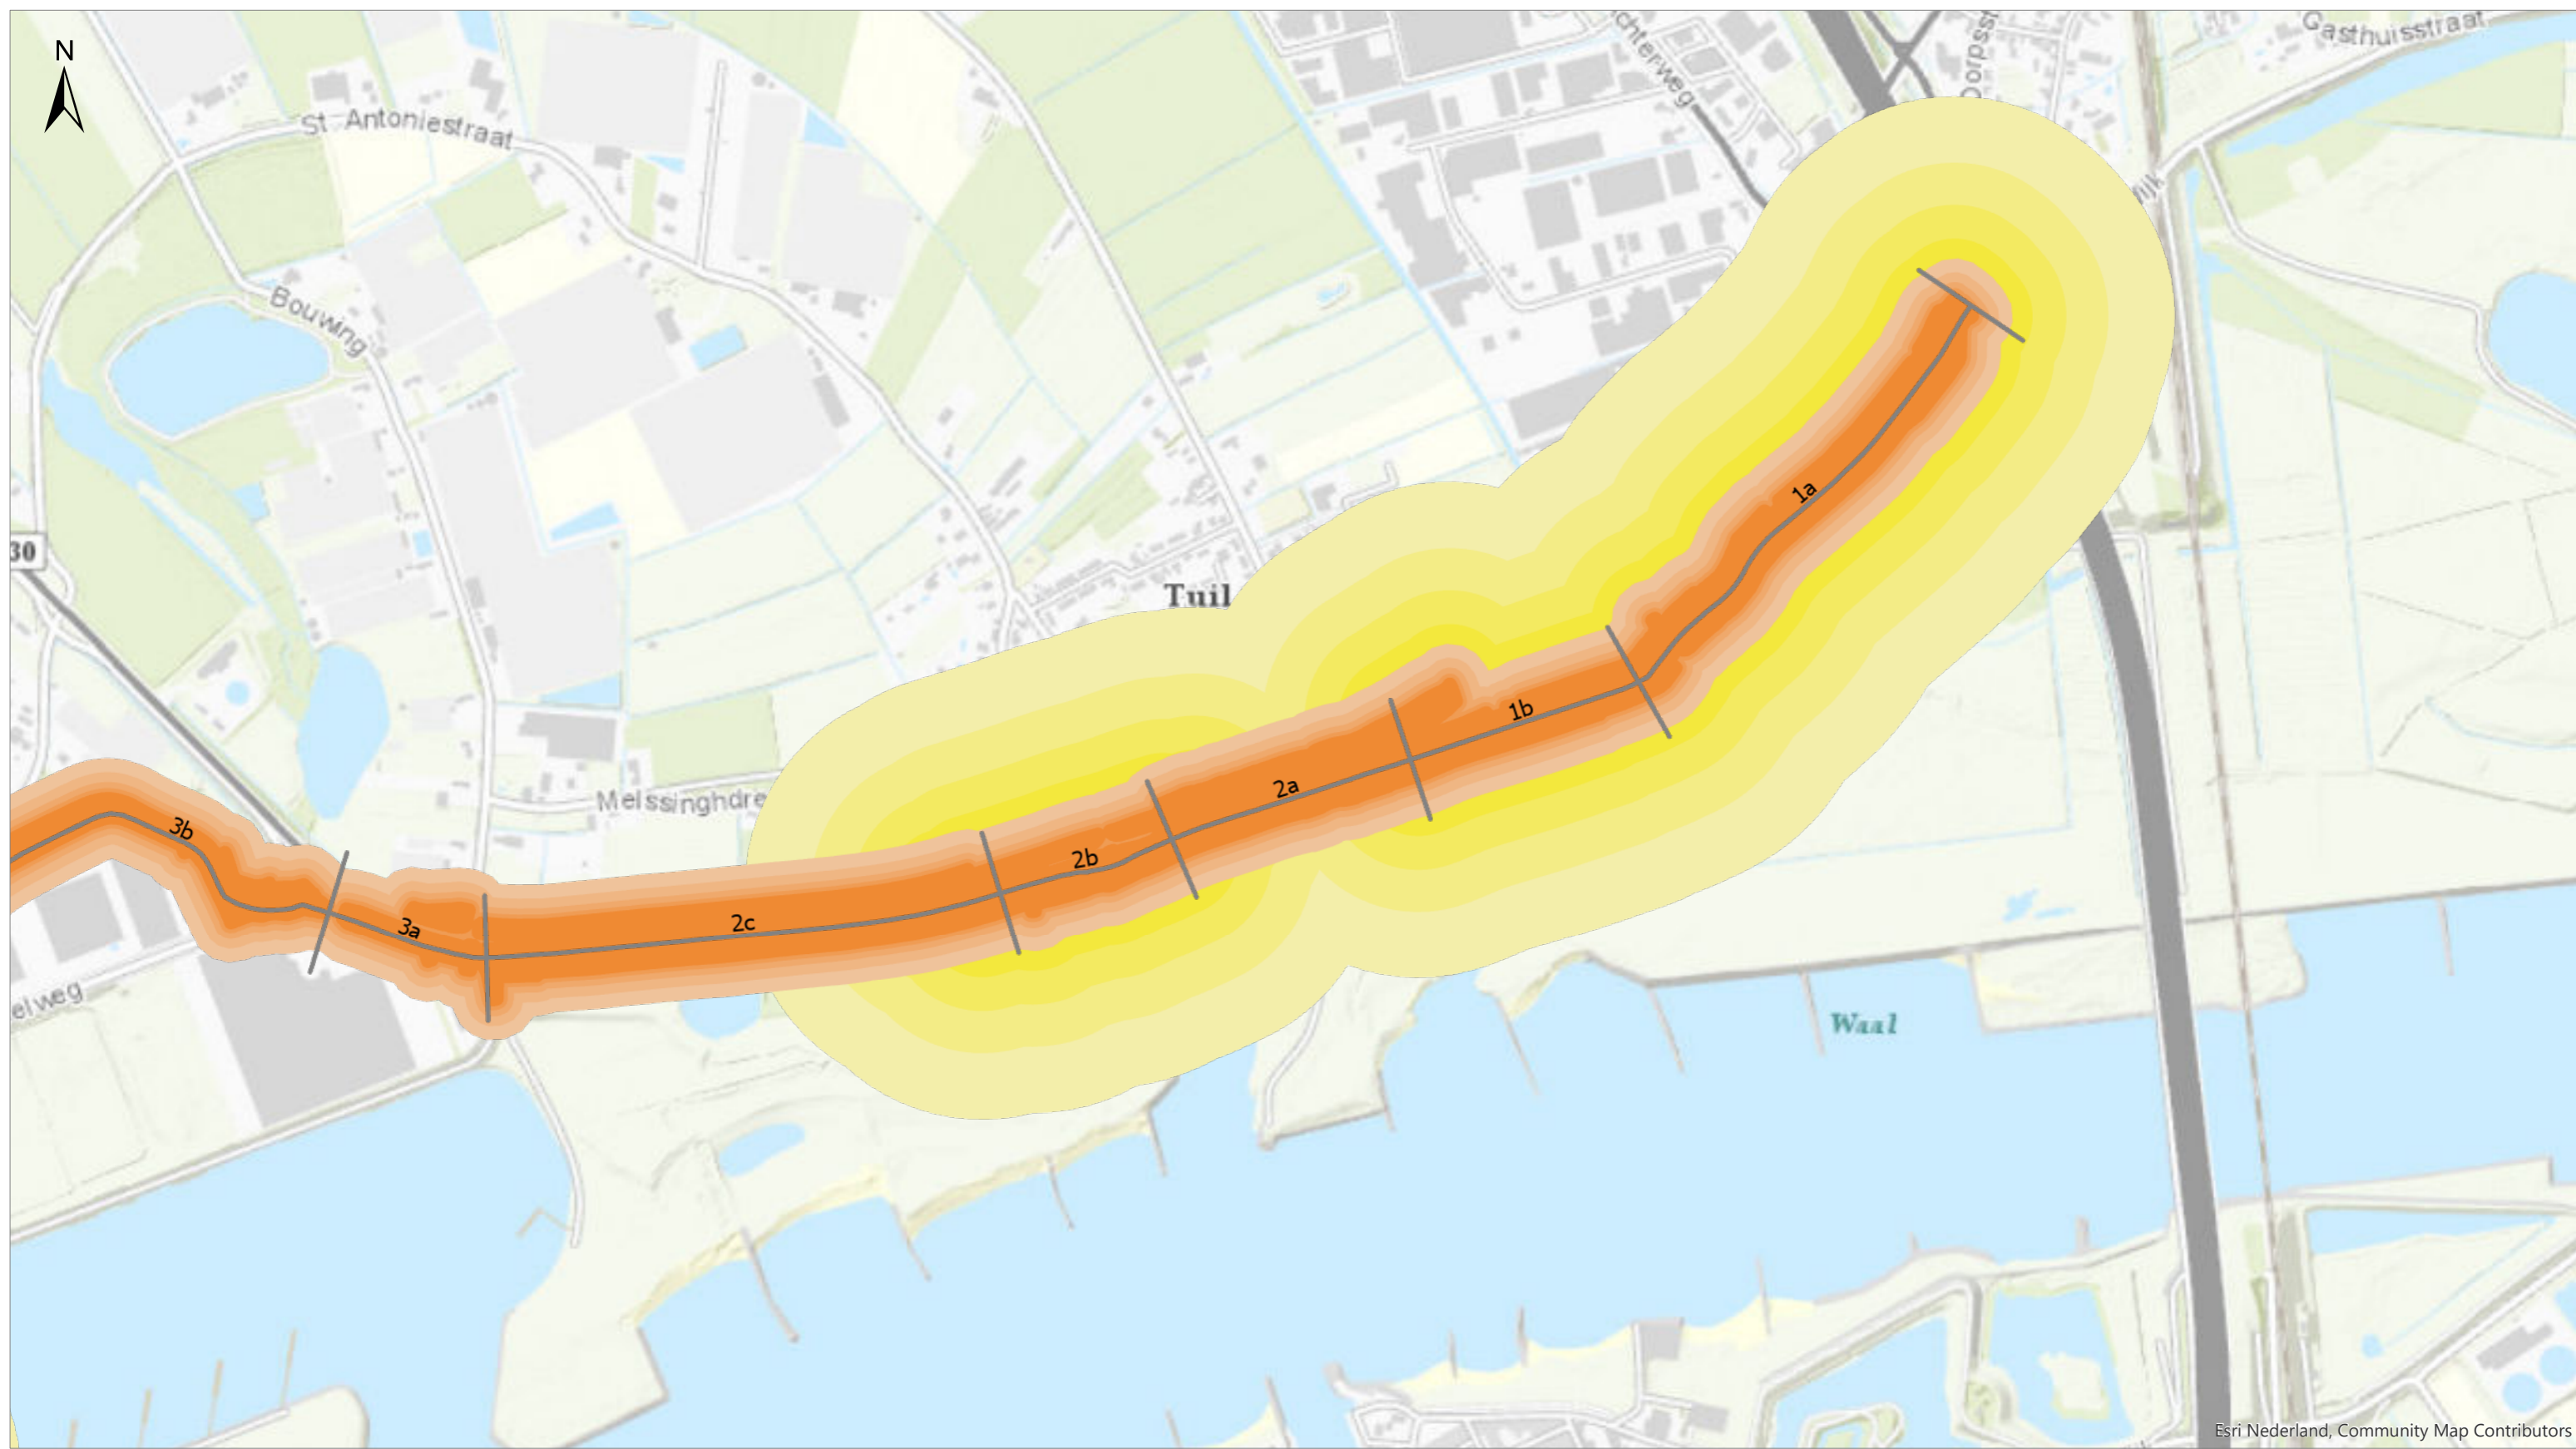 N
St Antoniestraat
Bouwing
30
Gasthuisstraat
1a
Tuil
1b
2a
Melssinghdre
2b
2c
3b
3a
elweg
Waal
Esri Nederland, Community Map Contributors